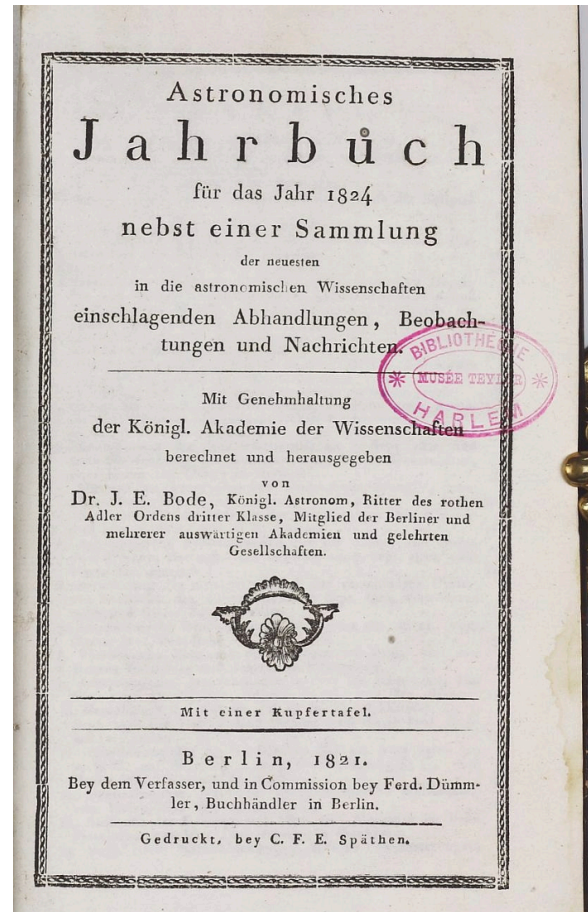 Astronomisches
Jahrbuch
für das Jahr 1824
nebst einer Sammlung
der neuesten
in die astronomischen Wissenschaften
einschlagenden Abhandlungen, Beobach-
tungen und Nachrichten.
BIBLIOTHÈQUE
MUSÉE TEYLER
HARLEM
Mit Genehmhaltung
der Königl. Akademie der Wissenschaften
berechnet und herausgegeben
von
Dr. J. E. Bode, Königl. Astronom, Ritter des rothen
Adler Ordens dritter Klasse, Mitglied der Berliner und
mehrerer auswärtigen Akademien und gelehrten
Gesellschaften.
Mit einer Kupfertafel.
Berlin, 1821.
Bey dem Verfasser, und in Commission bey Ferd. Dümm-
ler, Buchhändler in Berlin.
Gedruckt, bey C. F. E. Späthen.